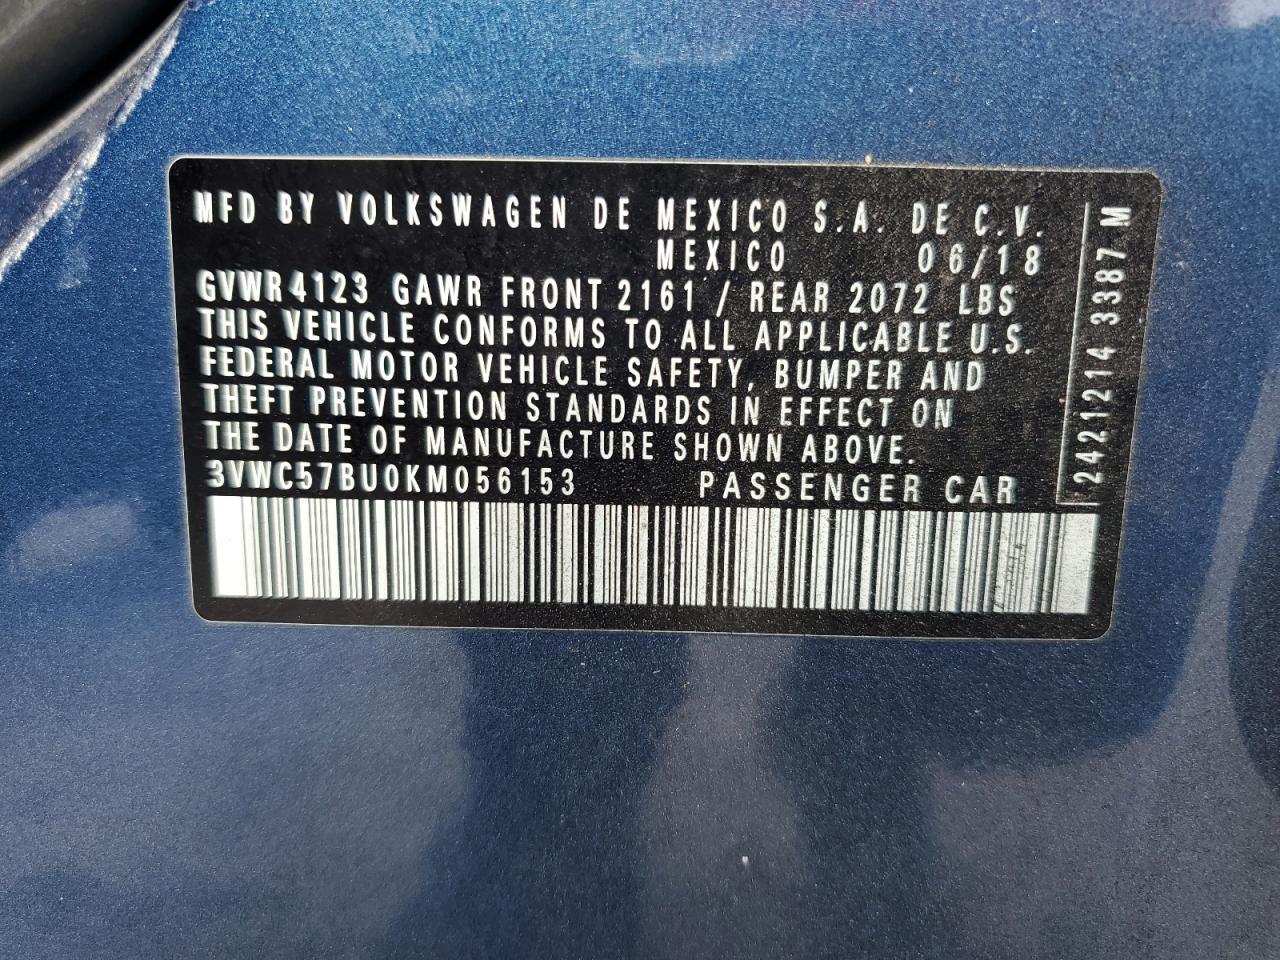 MFD BY VOLKSWAGEN DE MEXICO S.A. DE C.V.
MEXICO 06/18
GVWR 4123 GAWR FRONT 2161 / REAR 2072 LBS
THIS VEHICLE CONFORMS TO ALL APPLICABLE U.S.
FEDERAL MOTOR VEHICLE SAFETY, BUMPER AND
THEFT PREVENTION STANDARDS IN EFFECT ON
THE DATE OF MANUFACTURE SHOWN ABOVE.
3VWC57BU0KM056153 PASSENGER CAR
2421214 3387 M